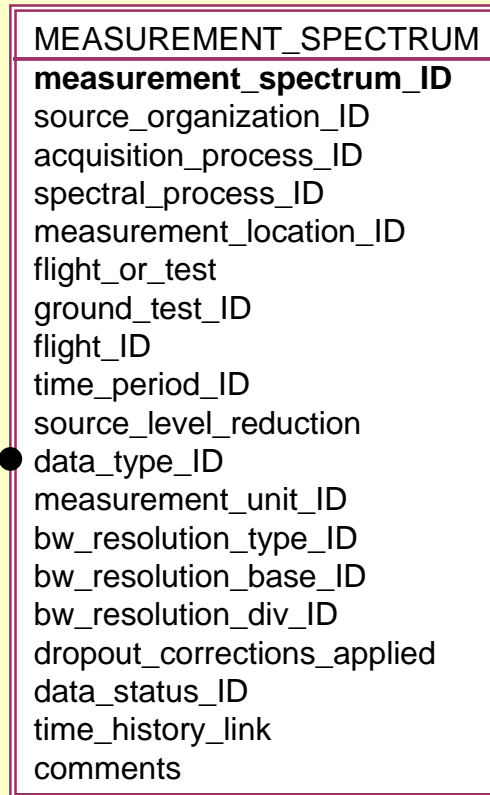 MEASUREMENT_SPECTRUM
measurement_spectrum_ID
source_organization_ID
acquisition_process_ID
spectral_process_ID
measurement_location_ID
flight_or_test
ground_test_ID
flight_ID
time_period_ID
source_level_reduction
data_type_ID
measurement_unit_ID
bw_resolution_type_ID
bw_resolution_base_ID
bw_resolution_div_ID
dropout_corrections_applied
data_status_ID
time_history_link
comments